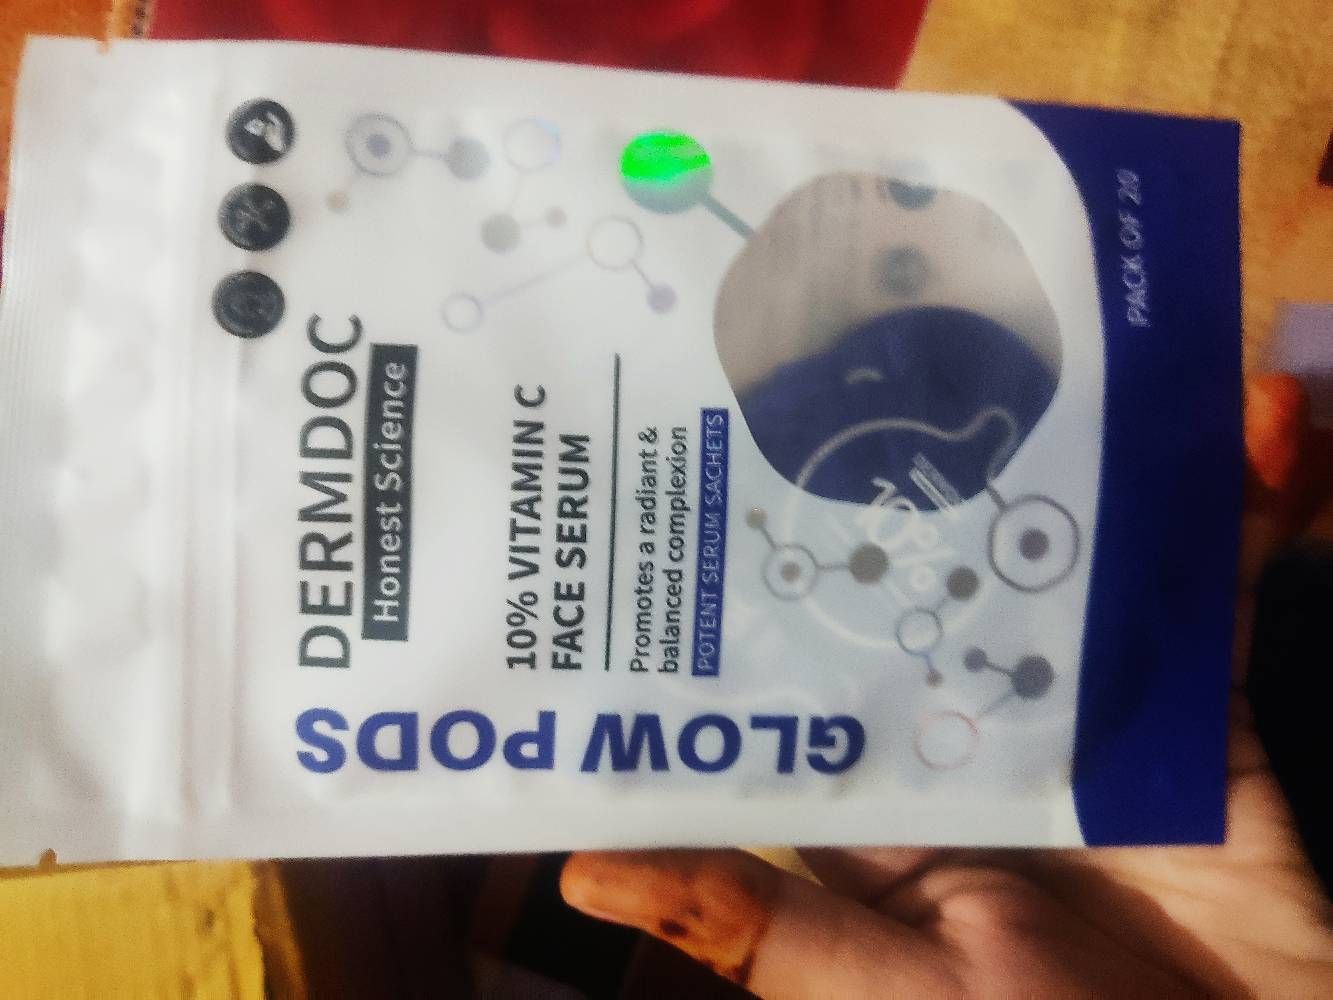 DERMDOC
Honest Science
10% VITAMIN C
FACE SERUM
Promotes a radiant &
balanced complexion
POTENT SERUM SACHETS
GLOW PODS
10%
PACK OF 20